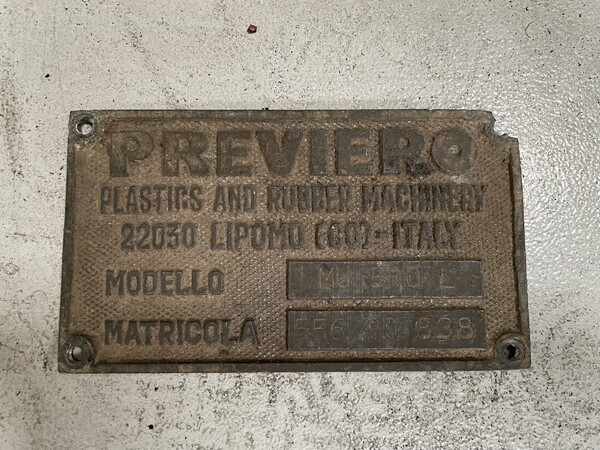 PREVIERO
PLASTICS AND RUBBER MACHINERY
22030 LIPOMO (CO)-ITALY
MODELLO
MATRICOLA